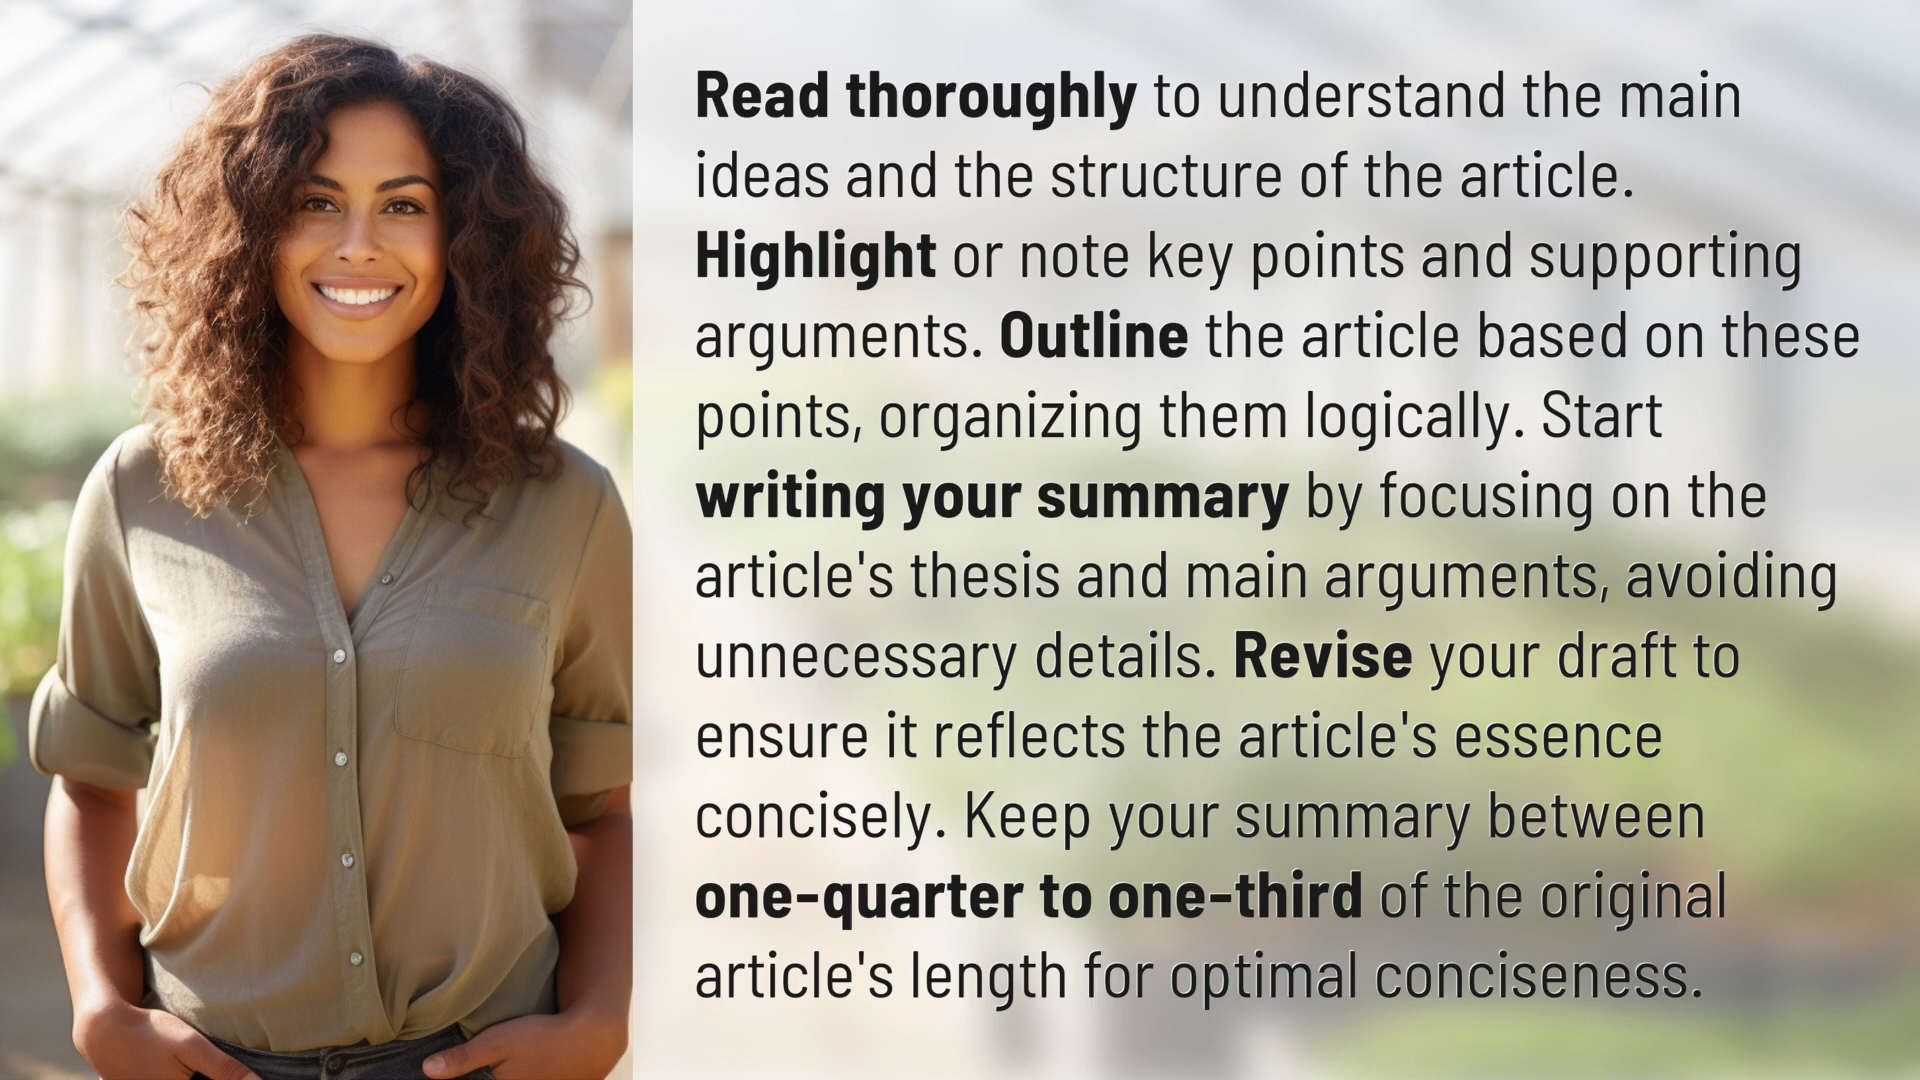 Read thoroughly to understand the main
ideas and the structure of the article.
Highlight or note key points and supporting
arguments. Outline the article based on these
points, organizing them logically. Start
writing your summary by focusing on the
article's thesis and main arguments, avoiding
unnecessary details. Revise your draft to
ensure it reflects the article's essence
concisely. Keep your summary between
one-quarter to one-third of the original
article's length for optimal conciseness.